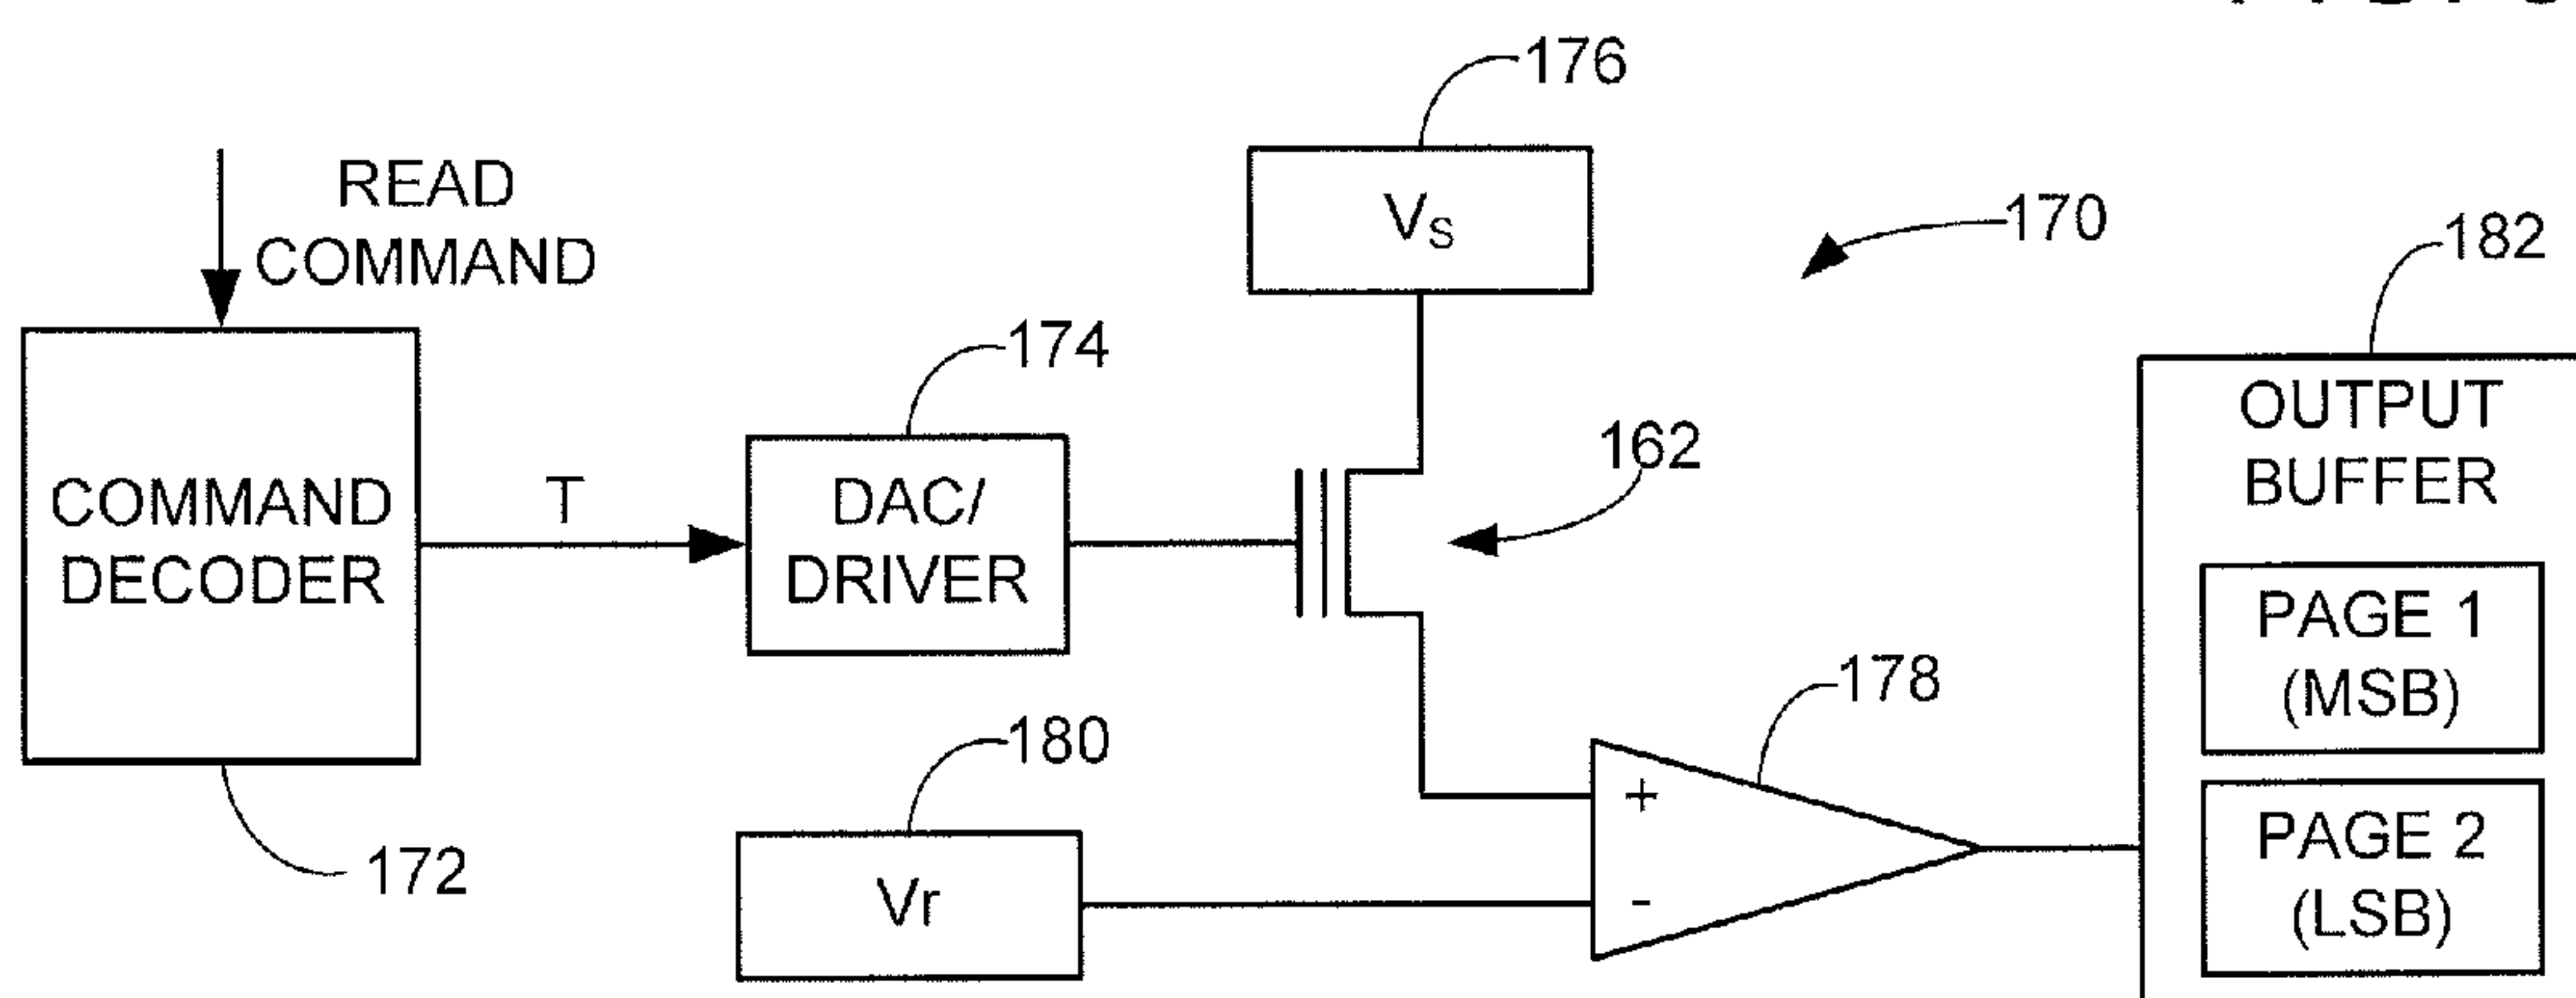 176
READ
COMMAND
V_S
170
182
174
OUTPUT
BUFFER
162
COMMAND
DECODER
T
DAC/
DRIVER
PAGE 1
(MSB)
178
180
+
PAGE 2
(LSB)
172
Vr
-